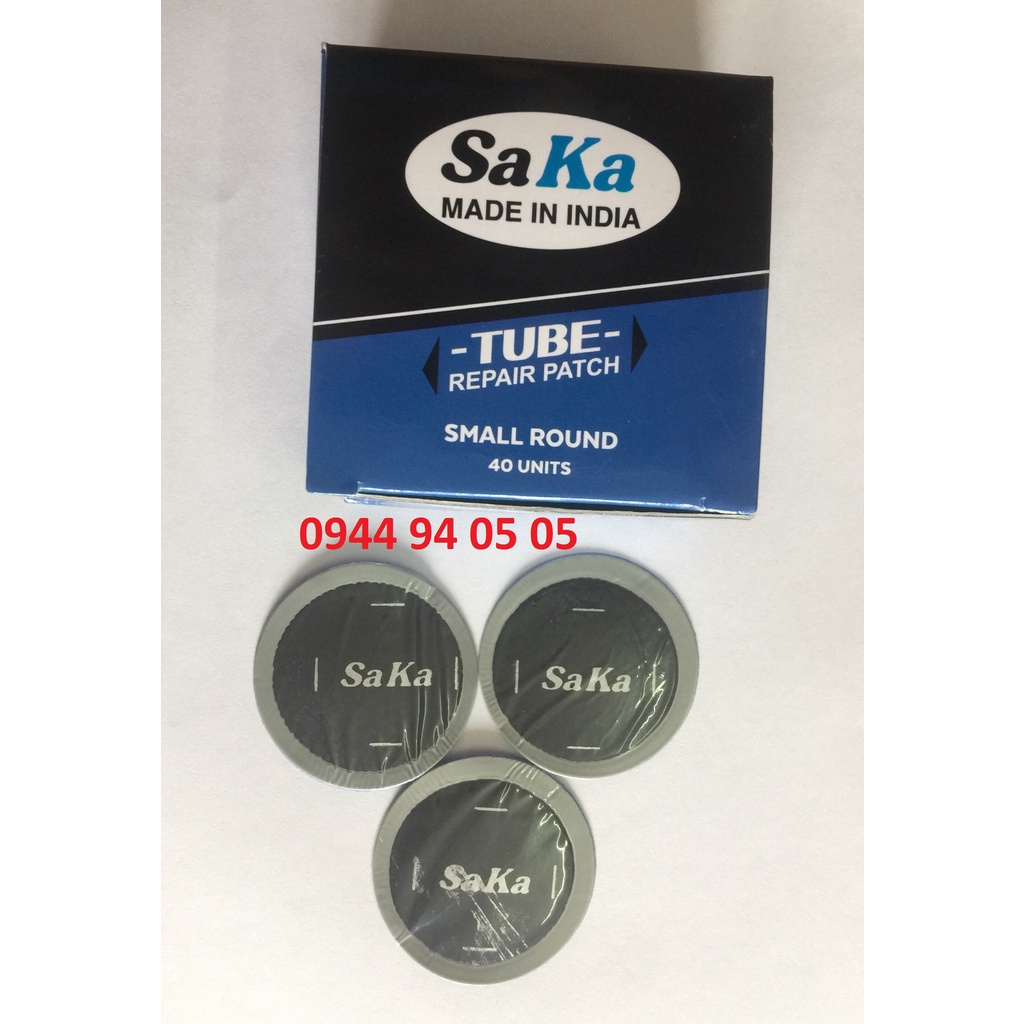 SaKa
MADE IN INDIA
-TUBE-
REPAIR PATCH
SMALL ROUND
40 UNITS
0944 94 05 05
SaKa
SaKa
SaKa